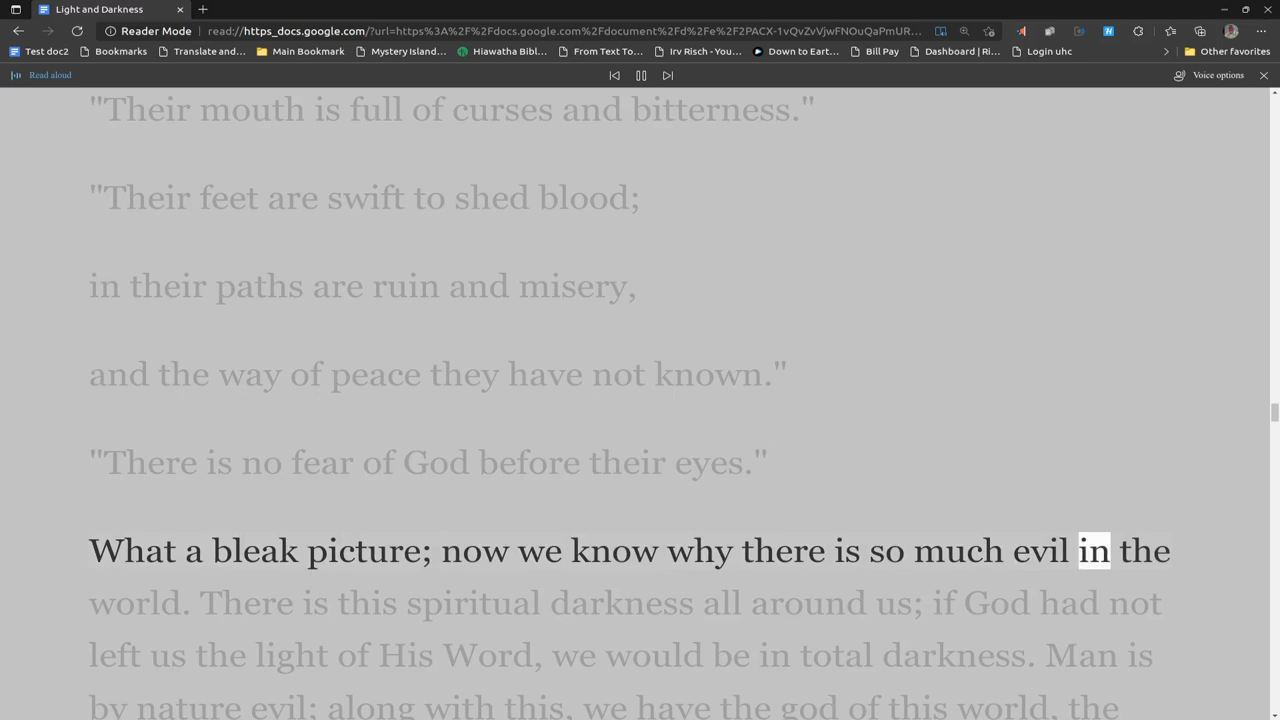 Light and Darkness
Reader Mode read://https_docs.google.com/?url=https%3A%2F%2Fdocs.google.com%2Fdocument%2Fd%2Fe%2F2PACX-1vQvZvVjwFNOuQaPmUR...
Test doc2 Bookmarks Translate and... Main Bookmark Mystery Island... Hiawatha Bibl... From Text To... Irv Risch - You... Down to Eart... Bill Pay Dashboard | Ri... Login uhc Other favorites
Read aloud Voice options
"Their mouth is full of curses and bitterness."
"Their feet are swift to shed blood;
in their paths are ruin and misery,
and the way of peace they have not known."
"There is no fear of God before their eyes."
What a bleak picture; now we know why there is so much evil in the
world. There is this spiritual darkness all around us; if God had not
left us the light of His Word, we would be in total darkness. Man is
by nature evil; along with this, we have the god of this world, the